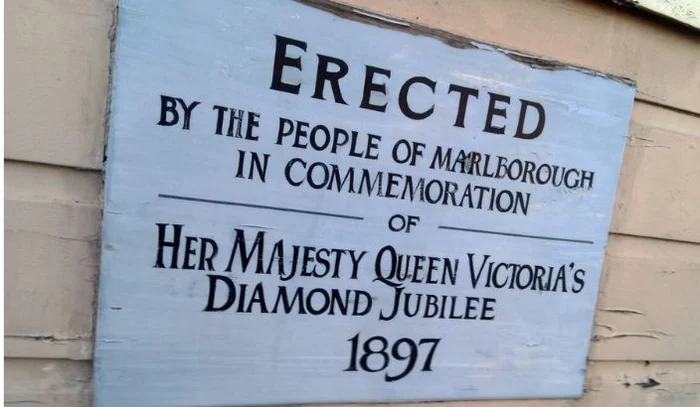 ERECTED
BY THE PEOPLE OF MARLBOROUGH
IN COMMEMORATION
OF
HER MAJESTY QUEEN VICTORIA'S
DIAMOND JUBILEE
1897